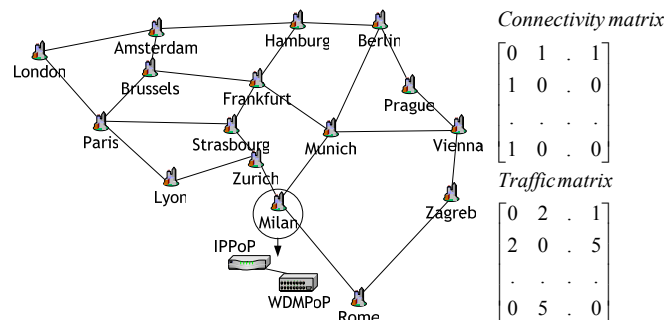 Hamburg
Berlin
Amsterdam
London
Brussels
Frankfurt
Prague
Paris
Strasbourg
Munich
Vienna
Zurich
Lyon
Milan
Zagreb
IPPoP
WDMPoP
Rome
Connectivity matrix
0 1 . 1
1 0 . 0
. . . .
1 0 . 0
Traffic matrix
0 2 . 1
2 0 . 5
. . . .
0 5 . 0